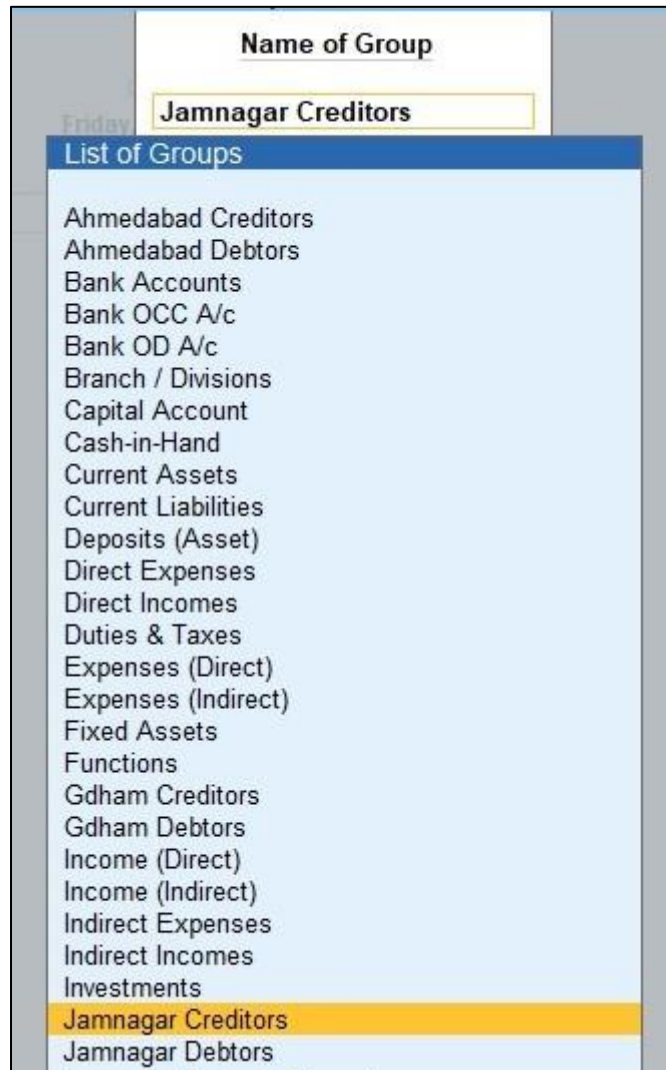 Name of Group
Jamnagar Creditors
Friday
List of Groups
Ahmedabad Creditors
Ahmedabad Debtors
Bank Accounts
Bank OCC A/c
Bank OD A/c
Branch / Divisions
Capital Account
Cash-in-Hand
Current Assets
Current Liabilities
Deposits (Asset)
Direct Expenses
Direct Incomes
Duties & Taxes
Expenses (Direct)
Expenses (Indirect)
Fixed Assets
Functions
Gdham Creditors
Gdham Debtors
Income (Direct)
Income (Indirect)
Indirect Expenses
Indirect Incomes
Investments
Jamnagar Creditors
Jamnagar Debtors